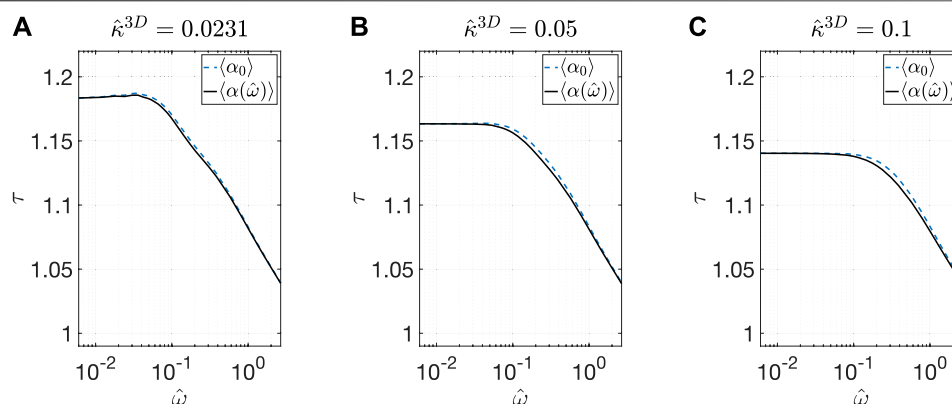 A
κ̂³ᴰ = 0.0231
⟨α₀⟩
⟨α(ω̂)⟩
1.2
1.15
1.1
1.05
1
τ
10⁻²
10⁻¹
10⁰
ω̂
B
κ̂³ᴰ = 0.05
⟨α₀⟩
⟨α(ω̂)⟩
1.2
1.15
1.1
1.05
1
τ
10⁻²
10⁻¹
10⁰
ω̂
C
κ̂³ᴰ = 0.1
⟨α₀⟩
⟨α(ω̂)⟩
1.2
1.15
1.1
1.05
1
τ
10⁻²
10⁻¹
10⁰
ω̂